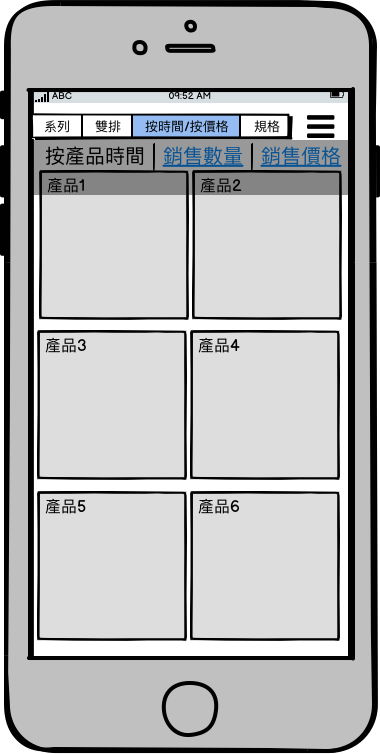 ABC 09:52 AM
系列 雙排 按時間/按價格 規格
按產品時間 銷售數量 銷售價格
產品1 產品2
產品3 產品4
產品5 產品6